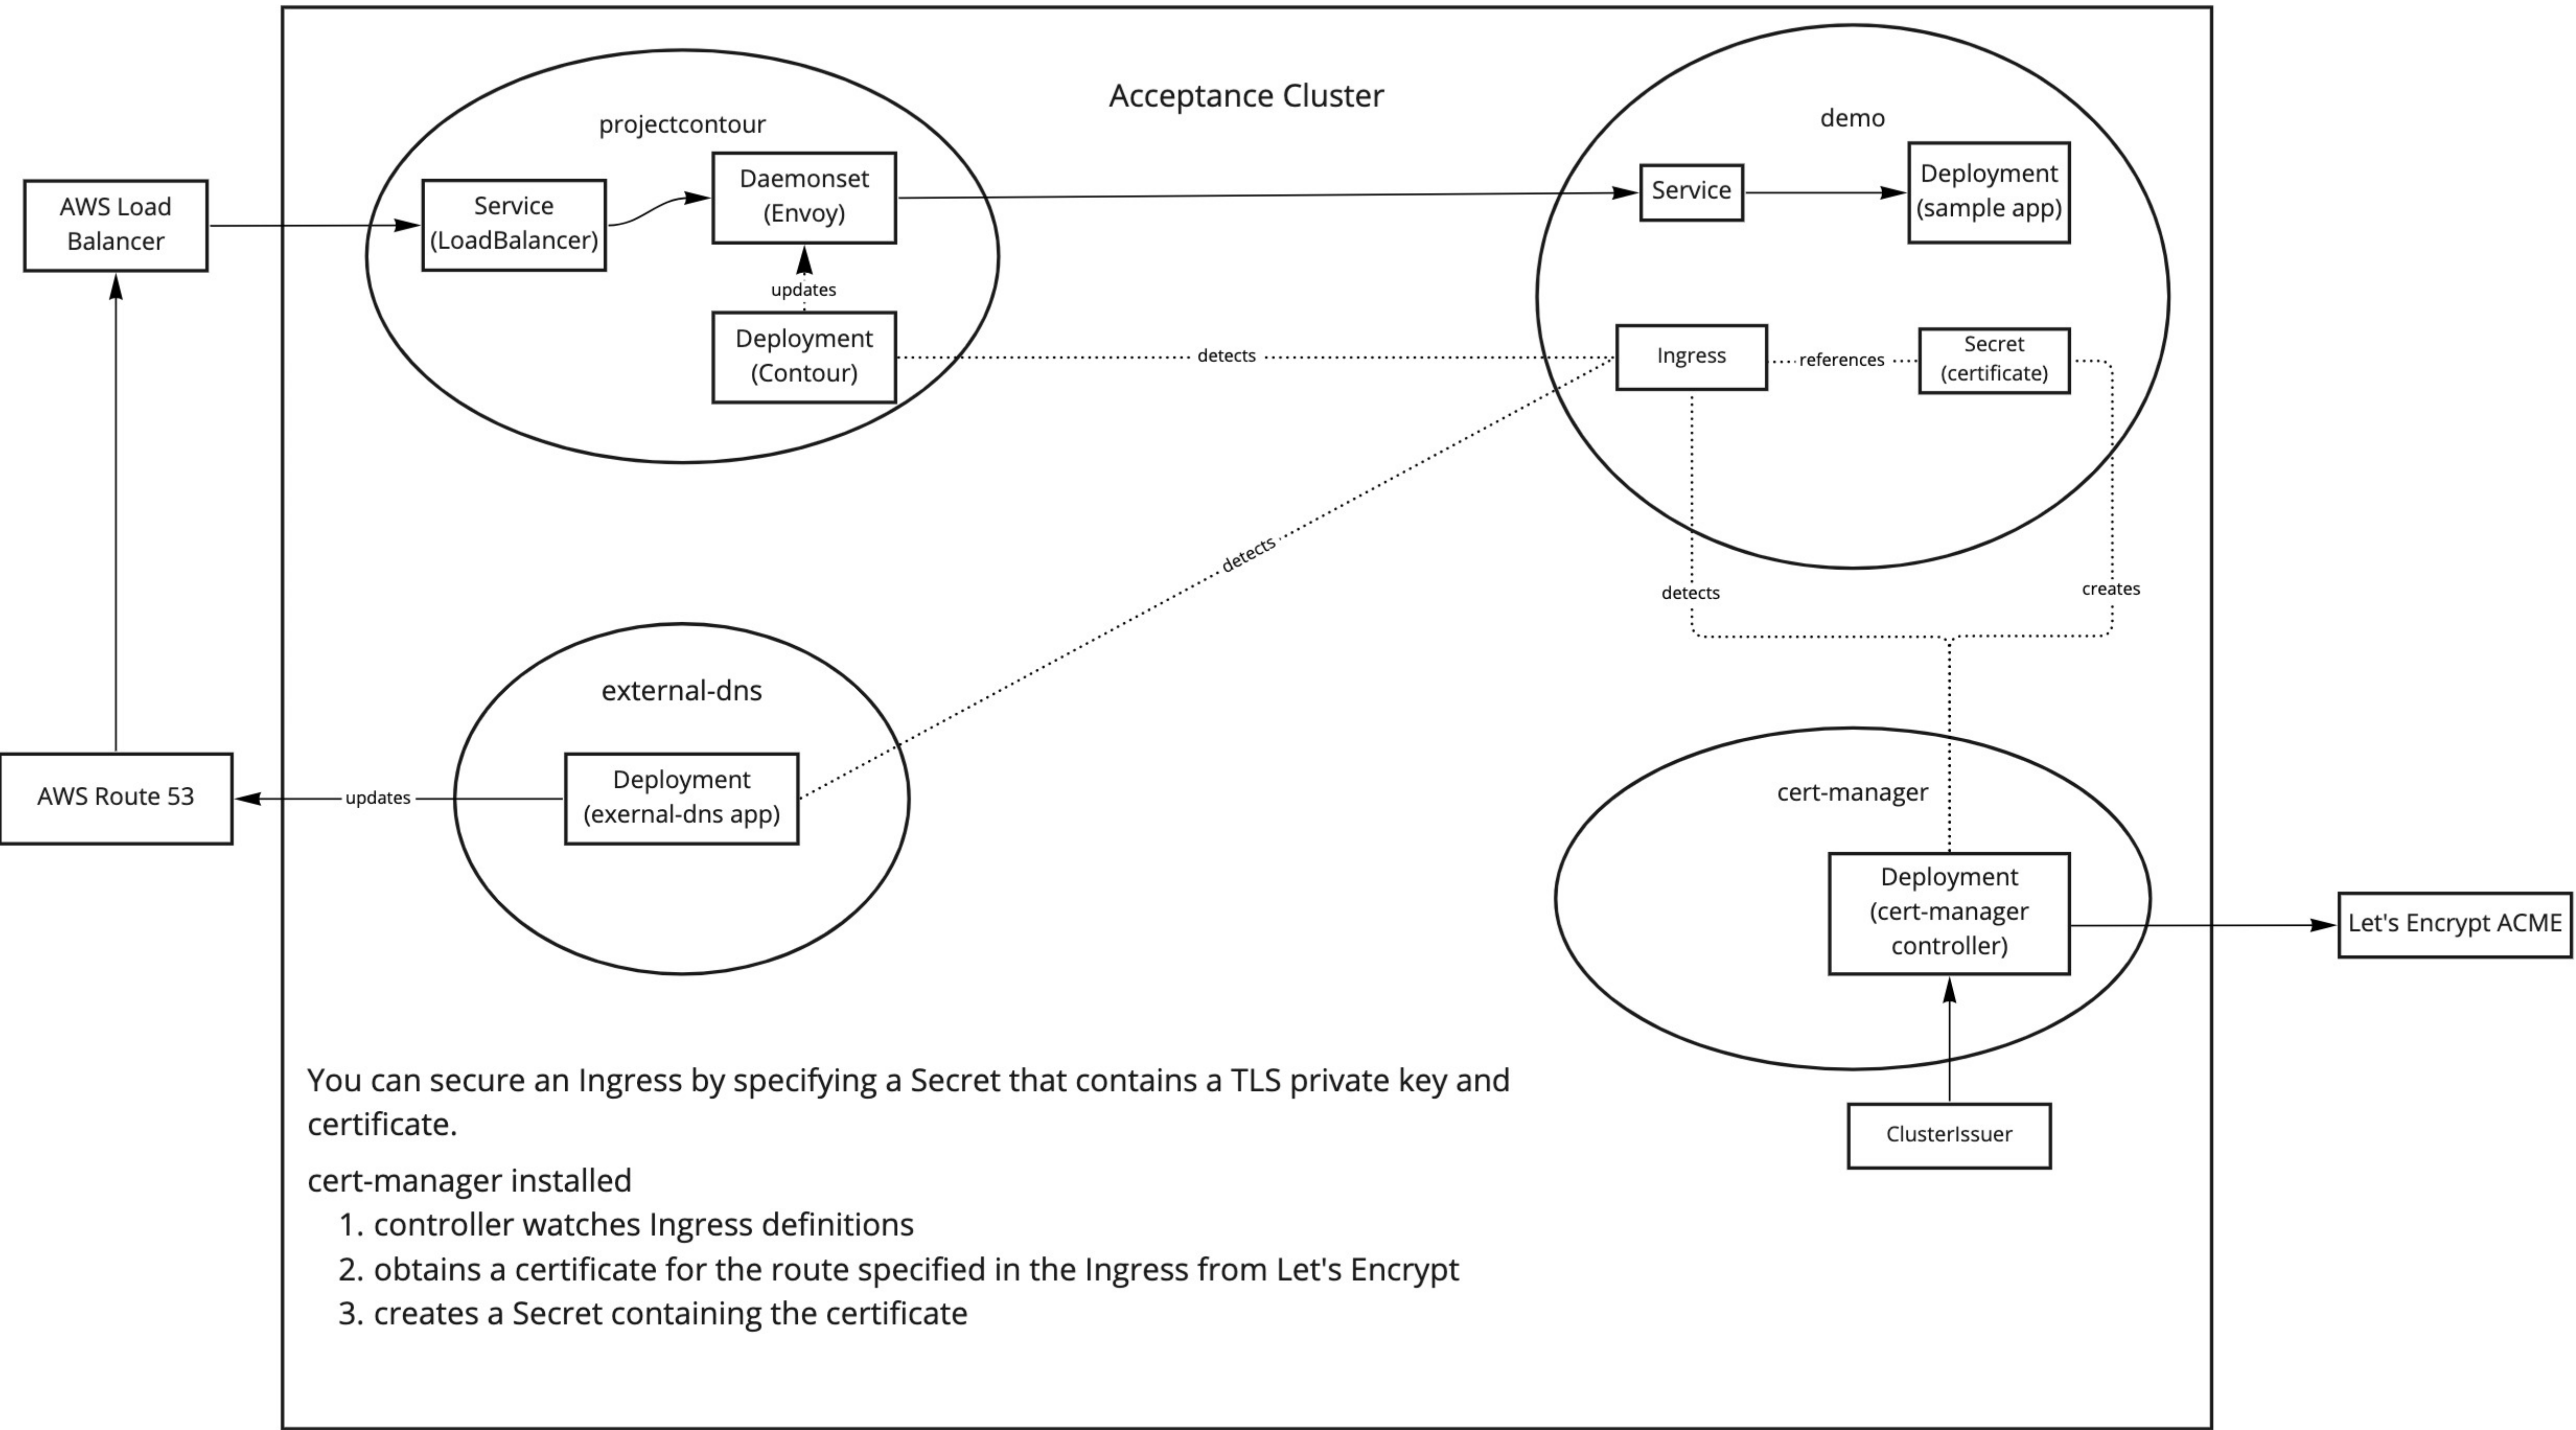 Acceptance Cluster
projectcontour
demo
AWS Load
Balancer
Service
(LoadBalancer)
Daemonset
(Envoy)
Service
Deployment
(sample app)
updates
Deployment
(Contour)
detects
Ingress
references
Secret
(certificate)
detects
detects
creates
external-dns
AWS Route 53
updates
Deployment
(exernal-dns app)
cert-manager
Deployment
(cert-manager
controller)
Let's Encrypt ACME
ClusterIssuer
You can secure an Ingress by specifying a Secret that contains a TLS private key and
certificate.
cert-manager installed
1. controller watches Ingress definitions
2. obtains a certificate for the route specified in the Ingress from Let's Encrypt
3. creates a Secret containing the certificate